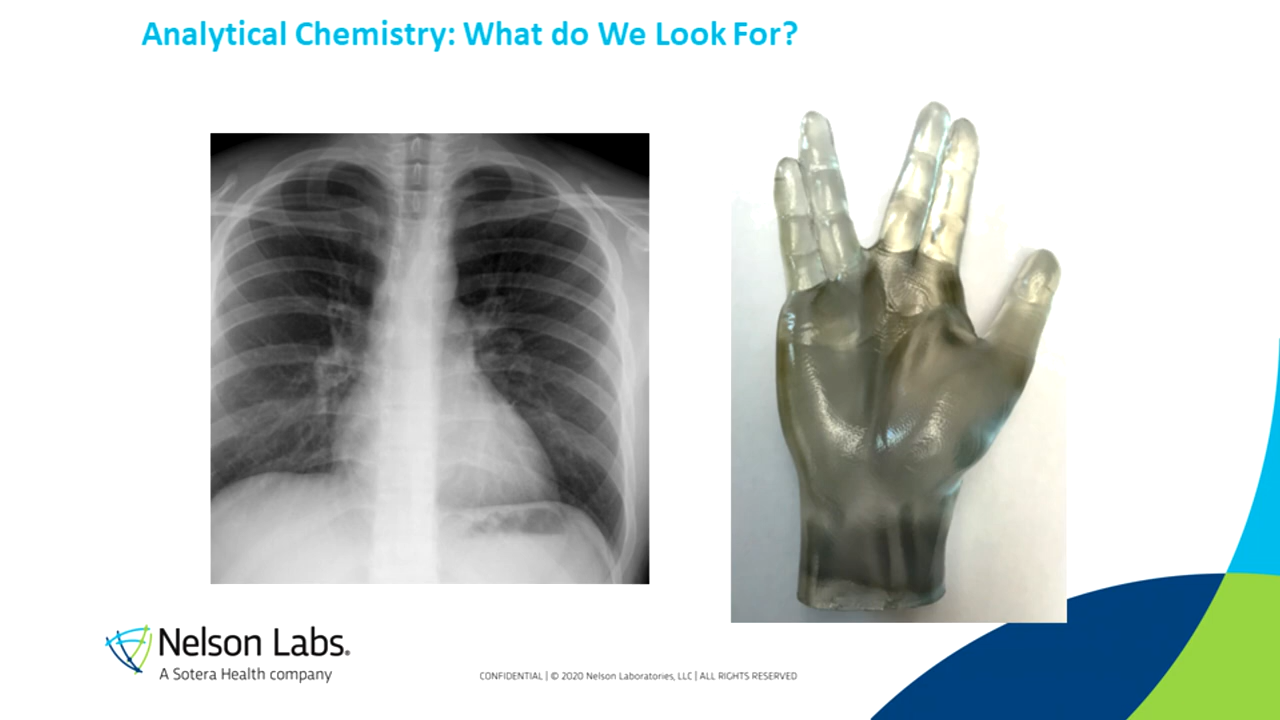 Analytical Chemistry: What do We Look For?
Nelson Labs®
A Sotera Health company
CONFIDENTIAL | © 2020 Nelson Laboratories, LLC | ALL RIGHTS RESERVED